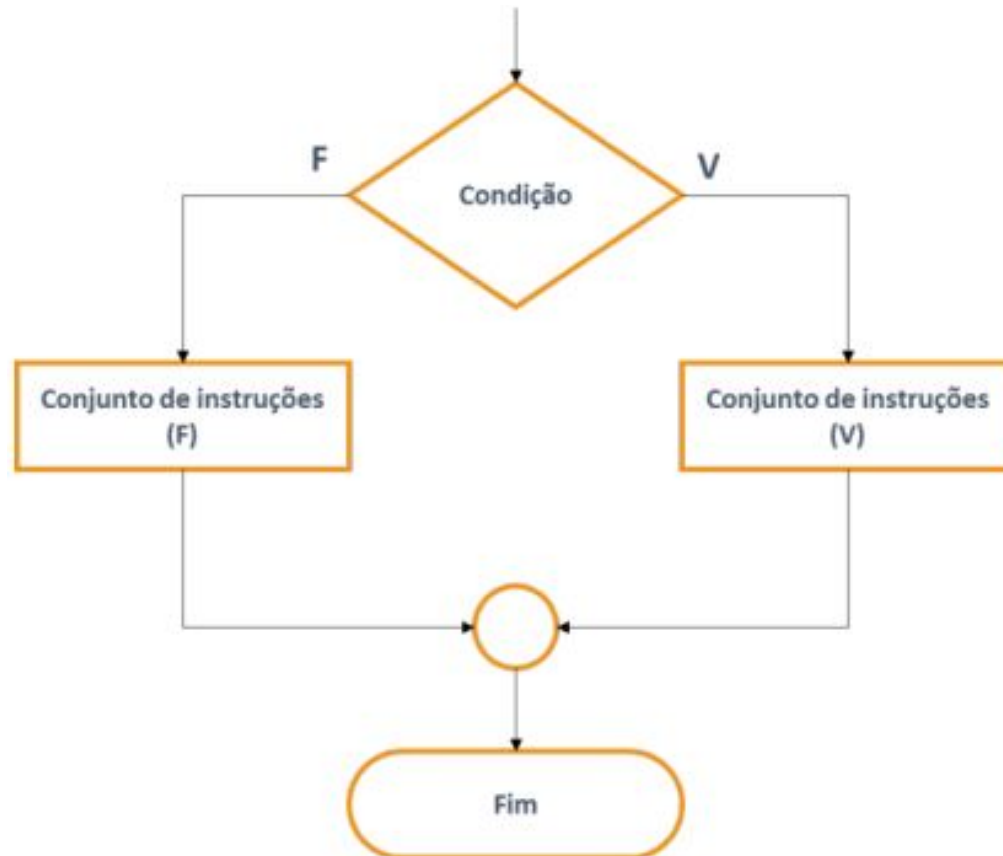 F
V
Condição
Conjunto de instruções
(F)
Conjunto de instruções
(V)
Fim